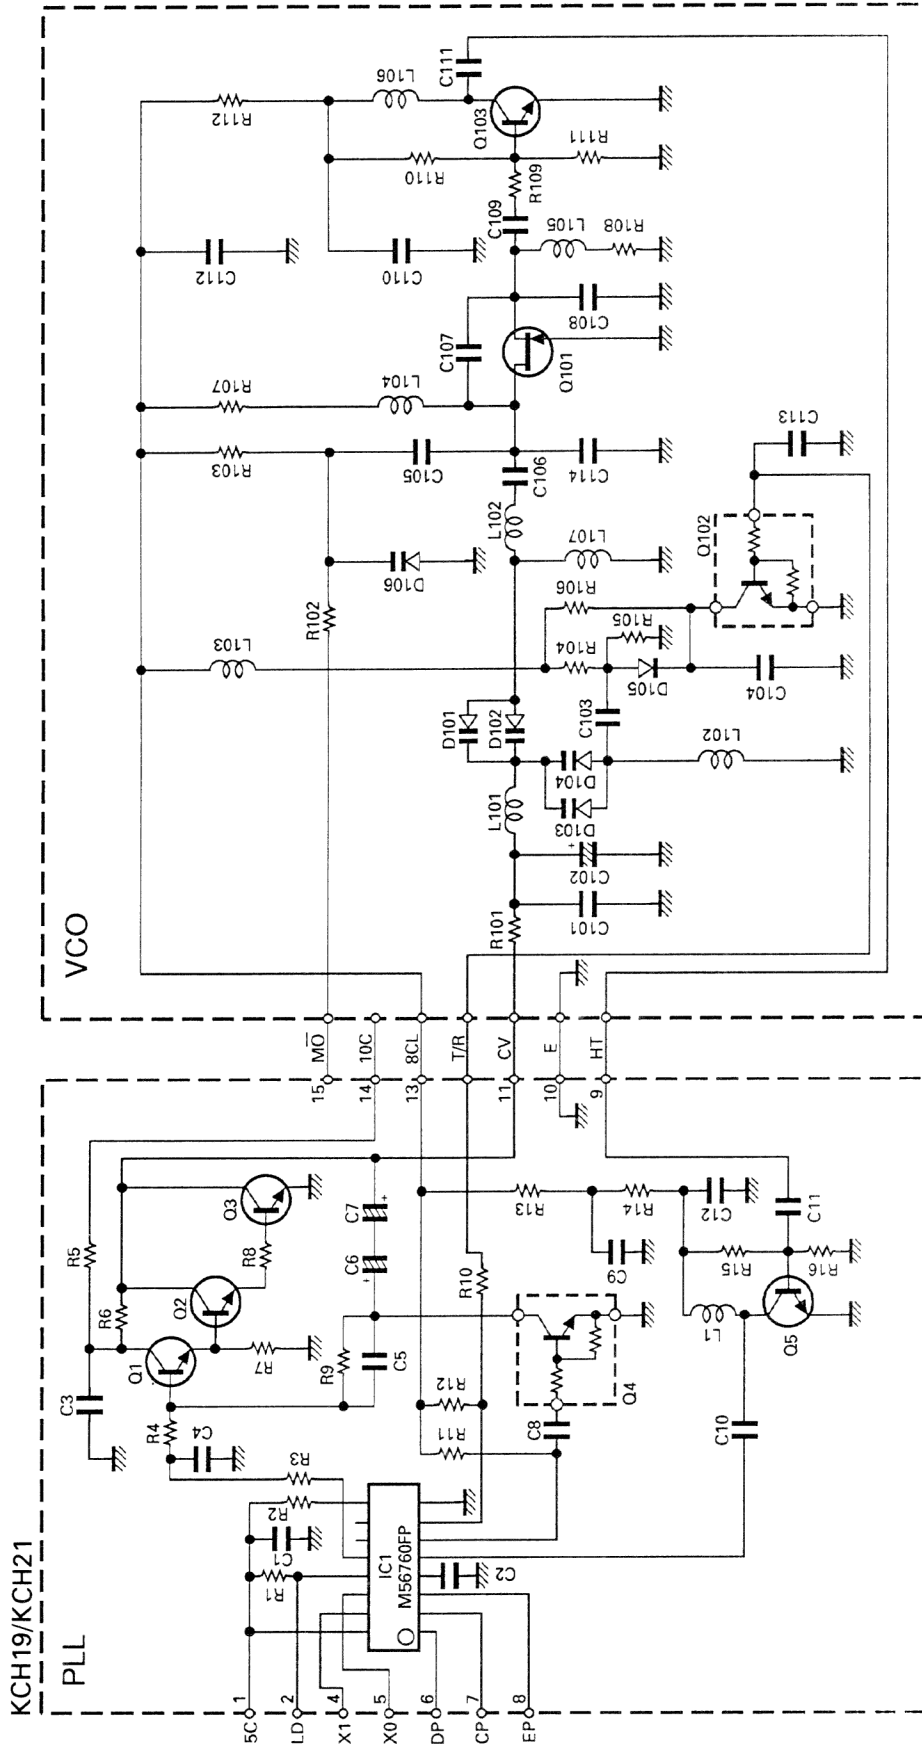 KCH19/KCH21
PLL
VCO
5C 1
LD 2
X1 4
X0 5
DP 6
CP 7
EP 8
IC1
M56760FP
R1
C1
R2
R3
C2
C3
R4
C4
Q1
R5
R6
Q2
R7
R8
Q3
R9
C5
C6
+
C7
+
R11
R12
R10
C8
Q4
C9
R13
R14
C12
R15
R16
L1
Q5
C10
C11
15
14
13
11
10
9
MO
10C
8CL
T/R
CV
E
HT
R101
C101
C102
+
L101
D103
D104
D101
D102
C103
L102
L103
R102
R104
R105
R106
D105
C104
Q102
C113
D106
L107
L102
C106
C105
C114
R103
R107
L104
C107
Q101
C108
C112
C110
L105
R108
C109
R109
R110
R111
R112
L106
Q103
C111